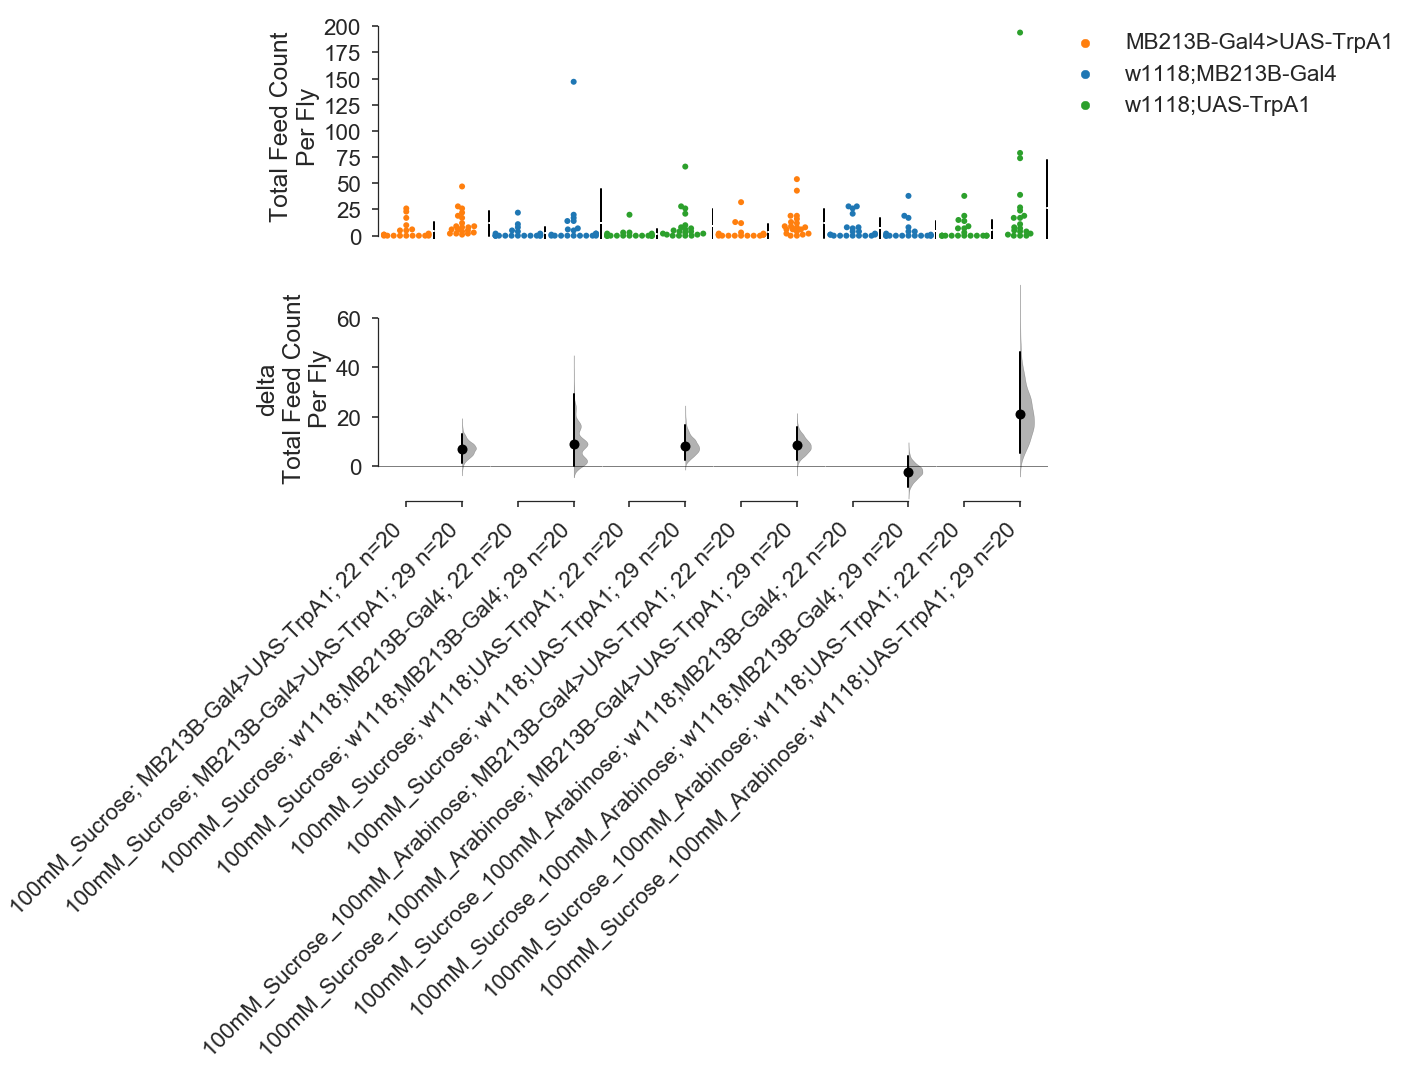 200
175
150
125
100
75
50
25
0
Total Feed Count
Per Fly
MB213B-Gal4>UAS-TrpA1
w1118;MB213B-Gal4
w1118;UAS-TrpA1
60
40
20
0
delta
Total Feed Count
Per Fly
100mM_Sucrose; MB213B-Gal4>UAS-TrpA1; 22 n=20
100mM_Sucrose; MB213B-Gal4>UAS-TrpA1; 29 n=20
100mM_Sucrose; w1118;MB213B-Gal4; 22 n=20
100mM_Sucrose; w1118;MB213B-Gal4; 29 n=20
100mM_Sucrose; w1118;UAS-TrpA1; 22 n=20
100mM_Sucrose; w1118;UAS-TrpA1; 29 n=20
100mM_Sucrose_100mM_Arabinose; MB213B-Gal4>UAS-TrpA1; 22 n=20
100mM_Sucrose_100mM_Arabinose; MB213B-Gal4>UAS-TrpA1; 29 n=20
100mM_Sucrose_100mM_Arabinose; w1118;MB213B-Gal4; 22 n=20
100mM_Sucrose_100mM_Arabinose; w1118;MB213B-Gal4; 29 n=20
100mM_Sucrose_100mM_Arabinose; w1118;UAS-TrpA1; 22 n=20
100mM_Sucrose_100mM_Arabinose; w1118;UAS-TrpA1; 29 n=20